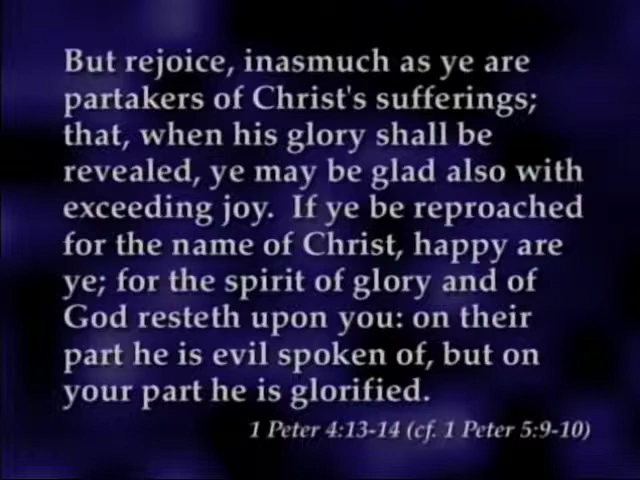 But rejoice, inasmuch as ye are
partakers of Christ's sufferings;
that, when his glory shall be
revealed, ye may be glad also with
exceeding joy.  If ye be reproached
for the name of Christ, happy are
ye; for the spirit of glory and of
God resteth upon you: on their
part he is evil spoken of, but on
your part he is glorified.
1 Peter 4:13-14 (cf. 1 Peter 5:9-10)